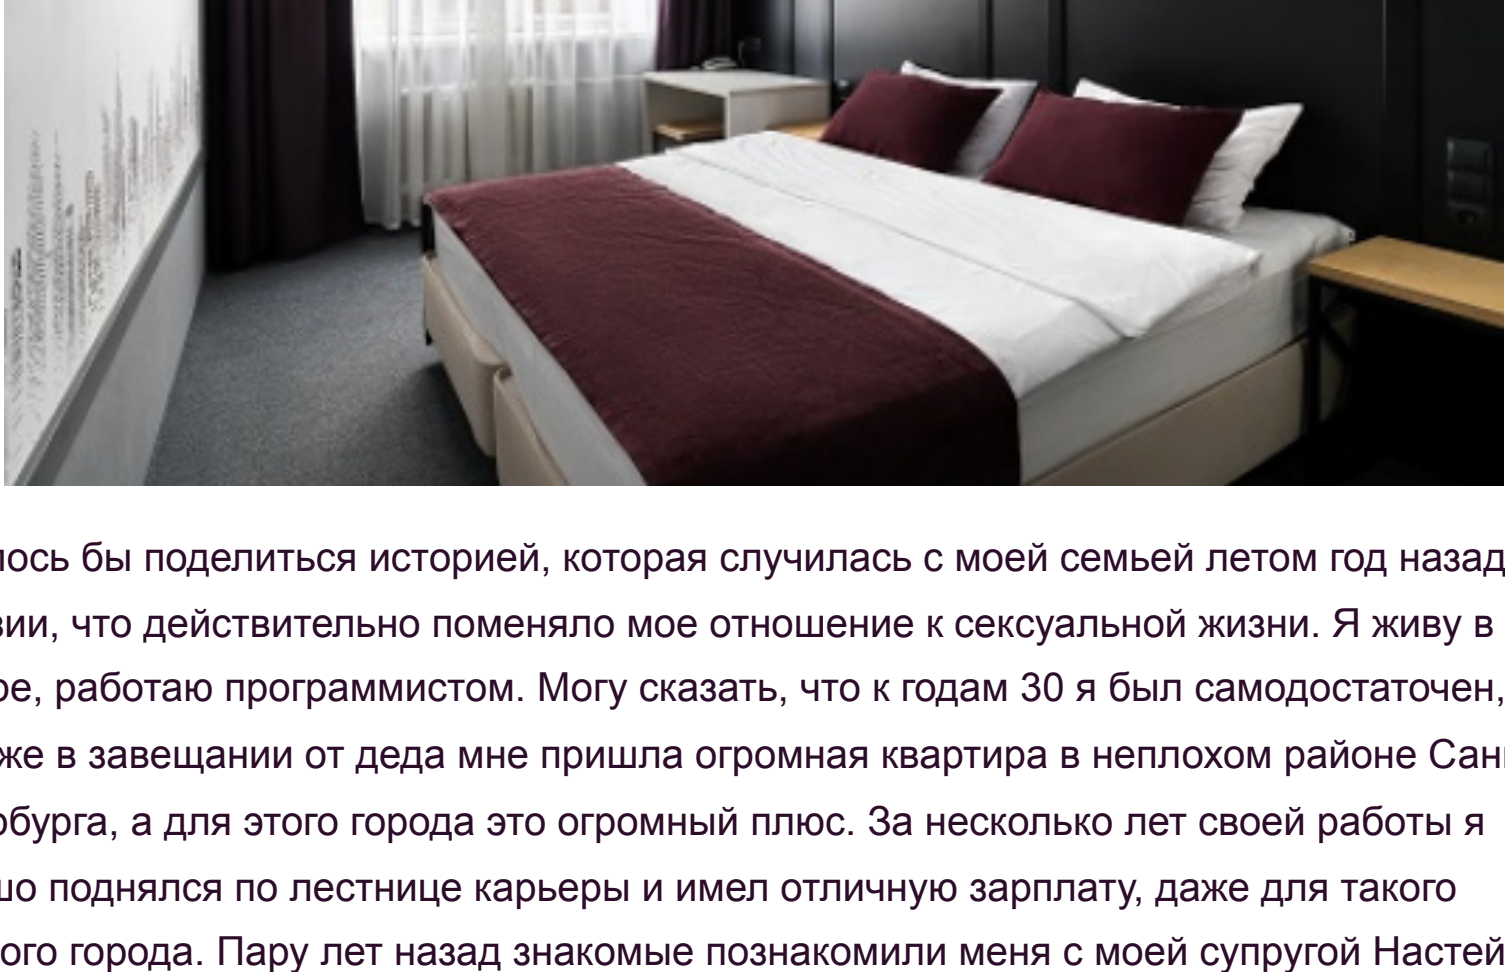 лось бы поделиться историей, которая случилась с моей семьей летом год назад
зии, что действительно поменяло мое отношение к сексуальной жизни. Я живу в
ре, работаю программистом. Могу сказать, что к годам 30 я был самодостаточен,
же в завещании от деда мне пришла огромная квартира в неплохом районе Сан
рбурга, а для этого города это огромный плюс. За несколько лет своей работы я
шо поднялся по лестнице карьеры и имел отличную зарплату, даже для такого
ого города. Пару лет назад знакомые познакомили меня с моей супругой Настей